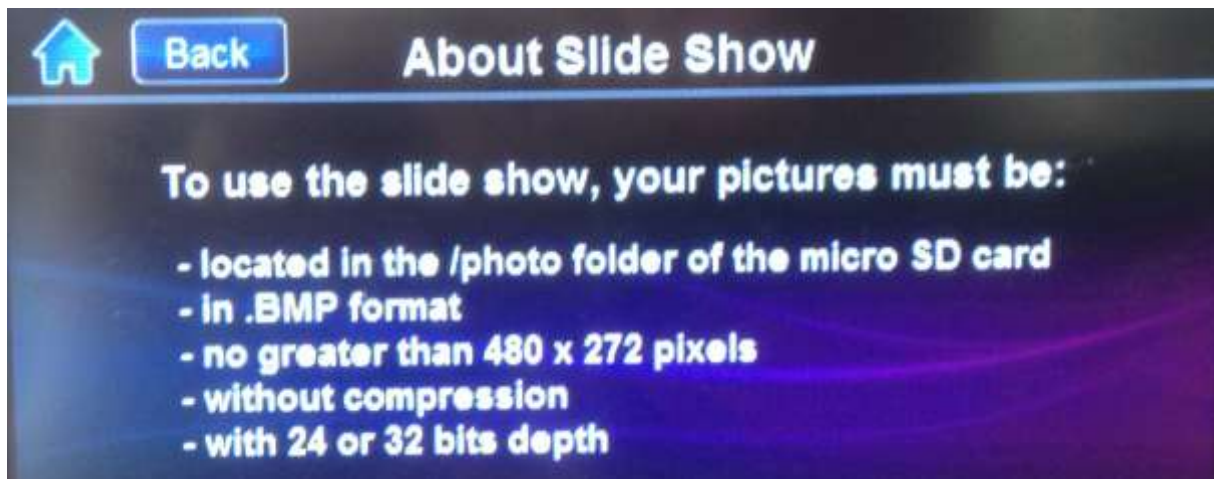 Back
About Slide Show
To use the slide show, your pictures must be:
- located in the /photo folder of the micro SD card
- in .BMP format
- no greater than 480 x 272 pixels
- without compression
- with 24 or 32 bits depth